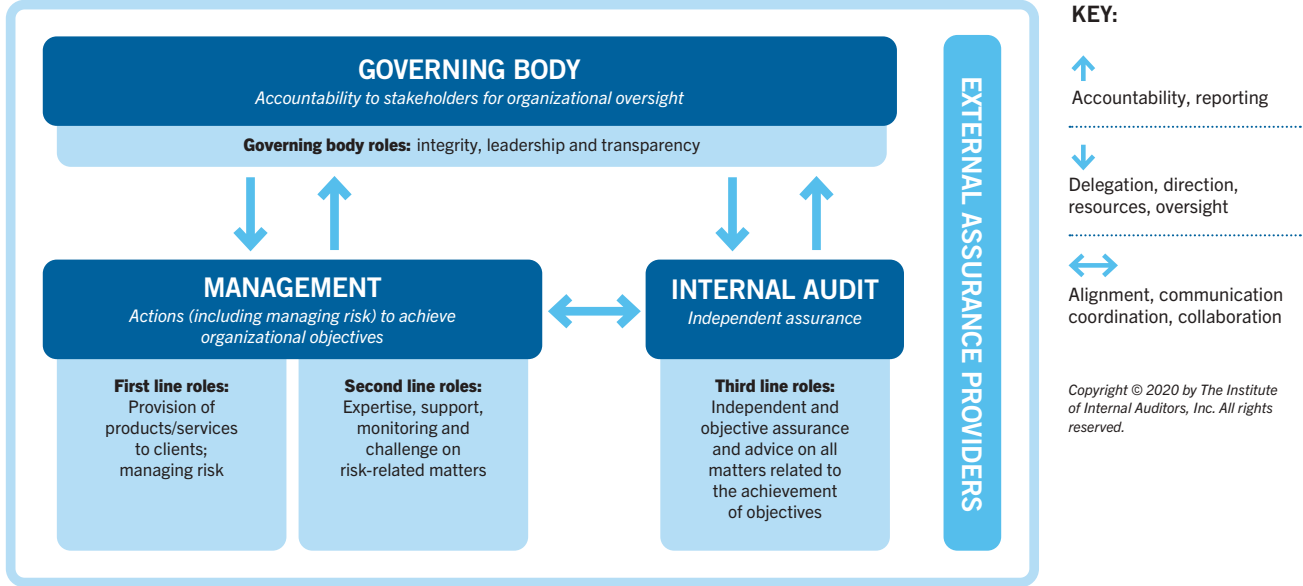 GOVERNING BODY
Accountability to stakeholders for organizational oversight
Governing body roles: integrity, leadership and transparency
MANAGEMENT
Actions (including managing risk) to achieve
organizational objectives
INTERNAL AUDIT
Independent assurance
First line roles:
Provision of
products/services
to clients;
managing risk
Second line roles:
Expertise, support,
monitoring and
challenge on
risk-related matters
Third line roles:
Independent and
objective assurance
and advice on all
matters related to
the achievement
of objectives
EXTERNAL ASSURANCE PROVIDERS
KEY:
Accountability, reporting
Delegation, direction,
resources, oversight
Alignment, communication
coordination, collaboration
Copyright © 2020 by The Institute
of Internal Auditors, Inc. All rights
reserved.